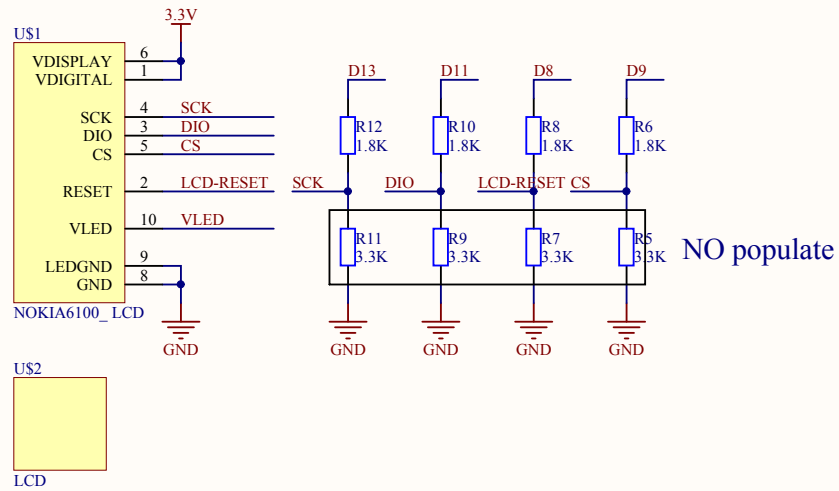 3.3V
U$1
VDISPLAY 6
VDIGITAL 1
SCK 4 SCK
DIO 3 DIO
CS 5 CS
RESET 2 LCD-RESET
VLED 10 VLED
LEDGND 9
GND 8
NOKIA6100_ LCD
GND
D13 D11 D8 D9
R12 R10 R8 R6
1.8K 1.8K 1.8K 1.8K
SCK DIO LCD-RESET CS
R11 R9 R7 R5
3.3K 3.3K 3.3K 3.3K
NO populate
GND GND GND GND
U$2
LCD